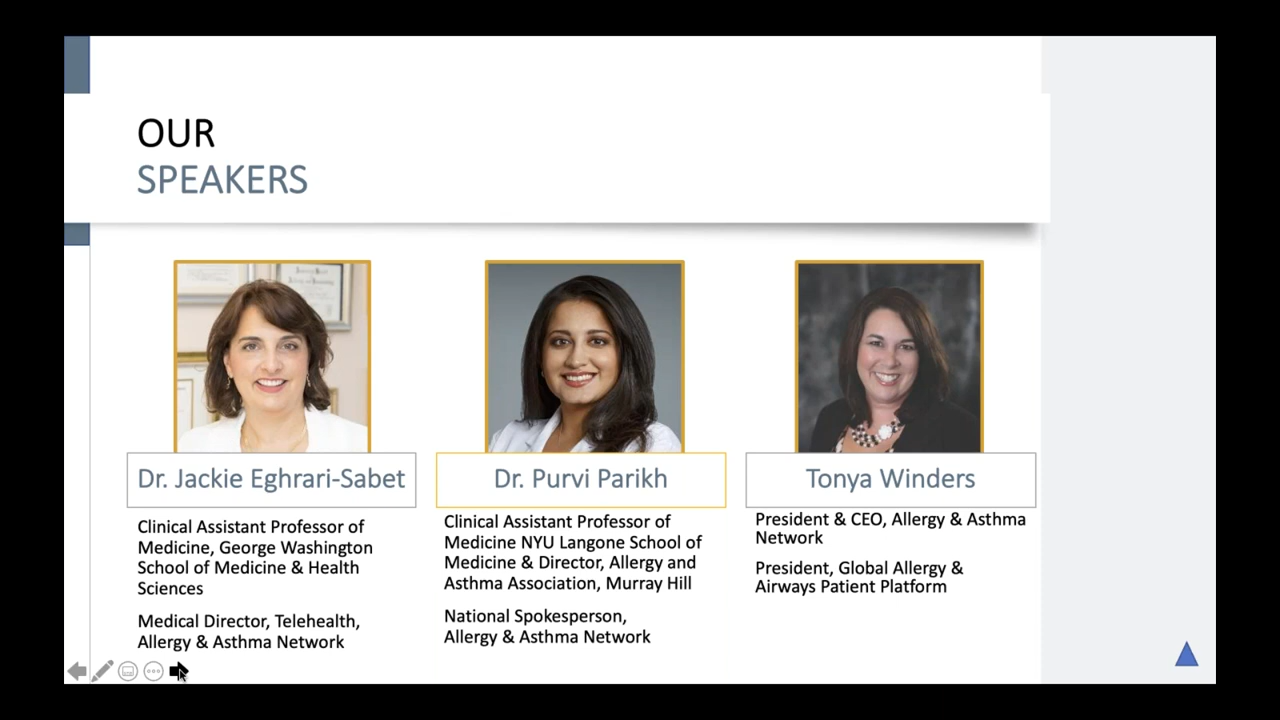 OUR
SPEAKERS
Dr. Jackie Eghrari-Sabet
Clinical Assistant Professor of
Medicine, George Washington
School of Medicine & Health
Sciences
Medical Director, Telehealth,
Allergy & Asthma Network
Dr. Purvi Parikh
Clinical Assistant Professor of
Medicine NYU Langone School of
Medicine & Director, Allergy and
Asthma Association, Murray Hill
National Spokesperson,
Allergy & Asthma Network
Tonya Winders
President & CEO, Allergy & Asthma
Network
President, Global Allergy &
Airways Patient Platform